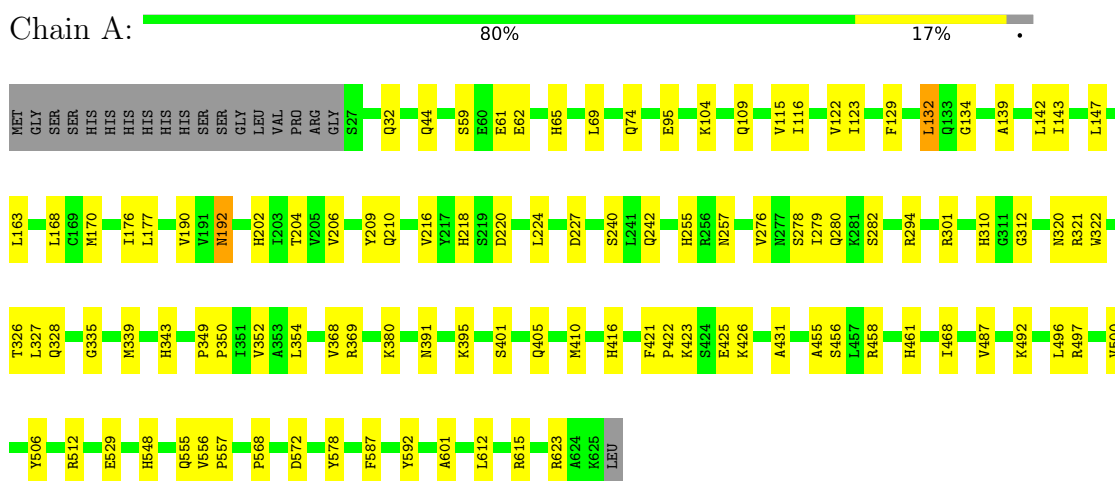 Chain A:
80% 17% •
MET GLY SER SER HIS HIS HIS HIS HIS HIS SER SER GLY LEU VAL PRO ARG GLY S27 Q32 Q44 S59 E60 E61 E62 H65 L69 Q74 E95 K104 Q109 V115 I116 V122 I123 F129 L132 Q133 G134 A139 L142 I143 L147
L163 L168 C169 M170 I176 L177 V190 V191 N192 H202 I203 T204 V205 V206 Y209 Q210 V216 Y217 H218 S219 D220 L224 D227 S240 L241 Q242 H255 R256 N257 V276 N277 S278 I279 Q280 K281 S282 R294 R301 H310 G311 G312 N320 R321 W322
T326 L327 Q328 G335 M339 H343 P349 P350 I351 V352 A353 L354 V368 R369 K380 N391 K395 S401 Q405 M410 H416 F421 P422 K423 S424 E425 K426 A431 A455 S456 L457 R458 H461 I468 V487 K492 L496 R497
Y506 R512 E529 H548 Q555 V556 P557 P568 D572 Y578 F587 Y592 A601 L612 R615 R623 A624 K625 LEU